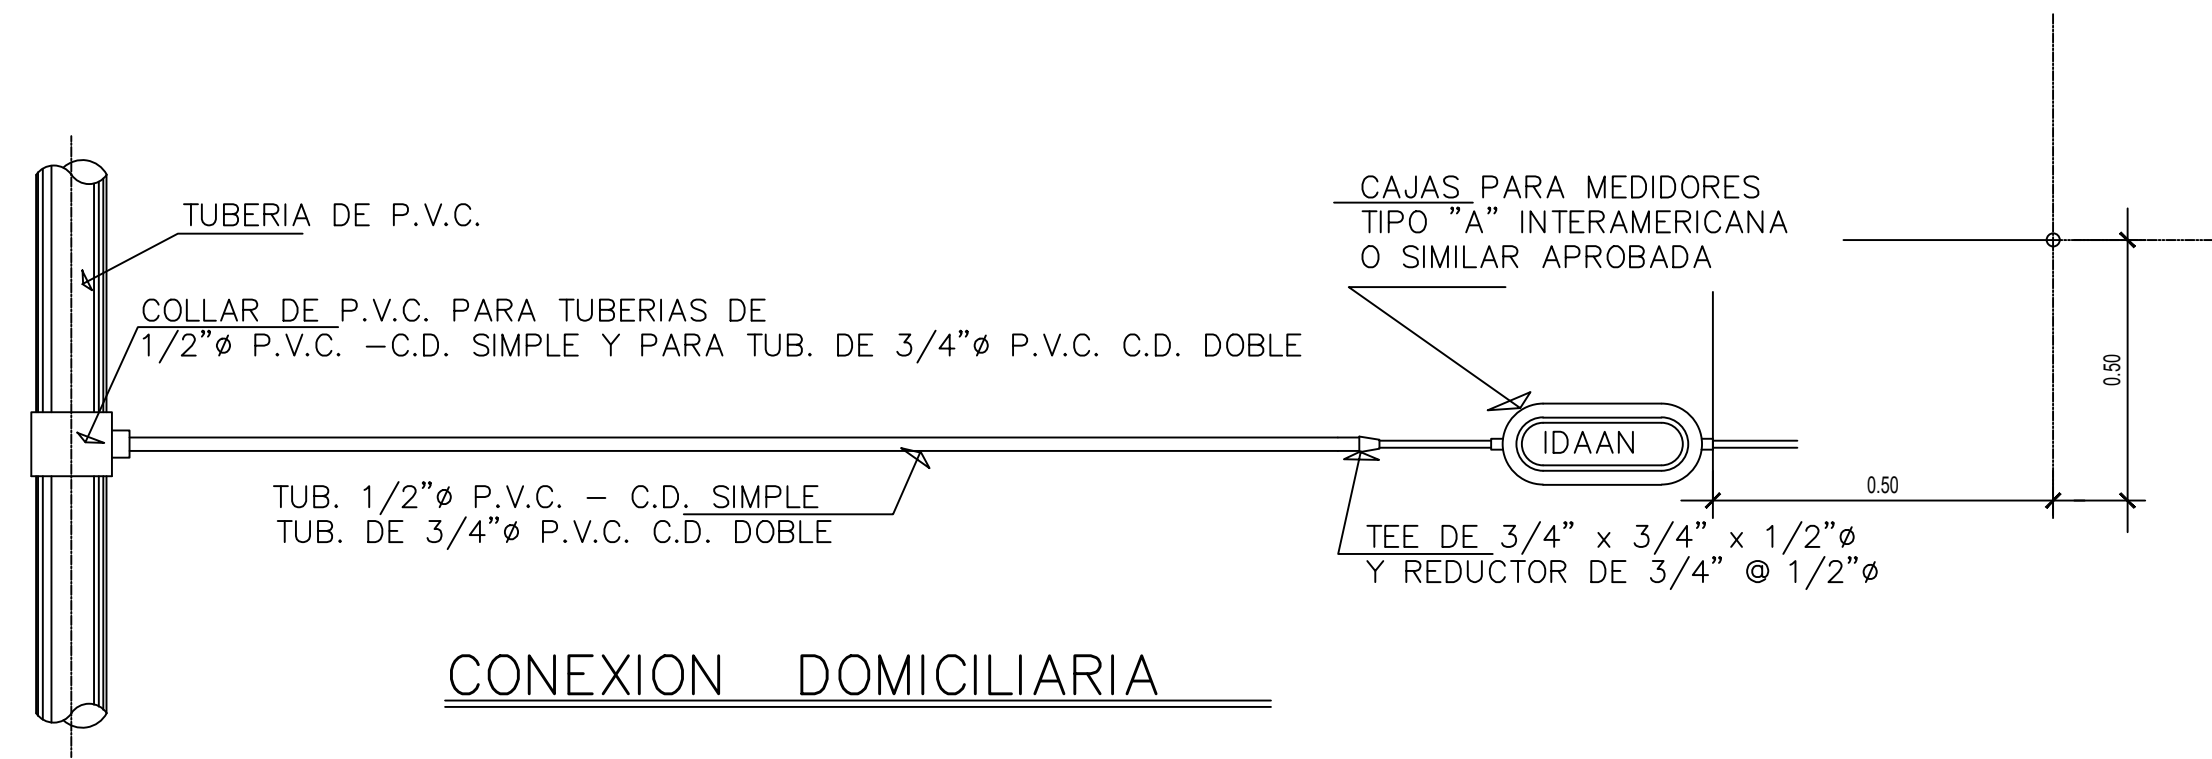 CAJAS PARA MEDIDORES
TIPO "A" INTERAMERICANA
O SIMILAR APROBADA
TUBERIA DE P.V.C.
COLLAR DE P.V.C. PARA TUBERIAS DE
1/2"ø P.V.C. -C.D. SIMPLE Y PARA TUB. DE 3/4"ø P.V.C. C.D. DOBLE
0.50
IDAAN
0.50
TUB. 1/2"ø P.V.C. - C.D. SIMPLE
TUB. DE 3/4"ø P.V.C. C.D. DOBLE
TEE DE 3/4" x 3/4" x 1/2"ø
Y REDUCTOR DE 3/4" @ 1/2"ø
CONEXION DOMICILIARIA